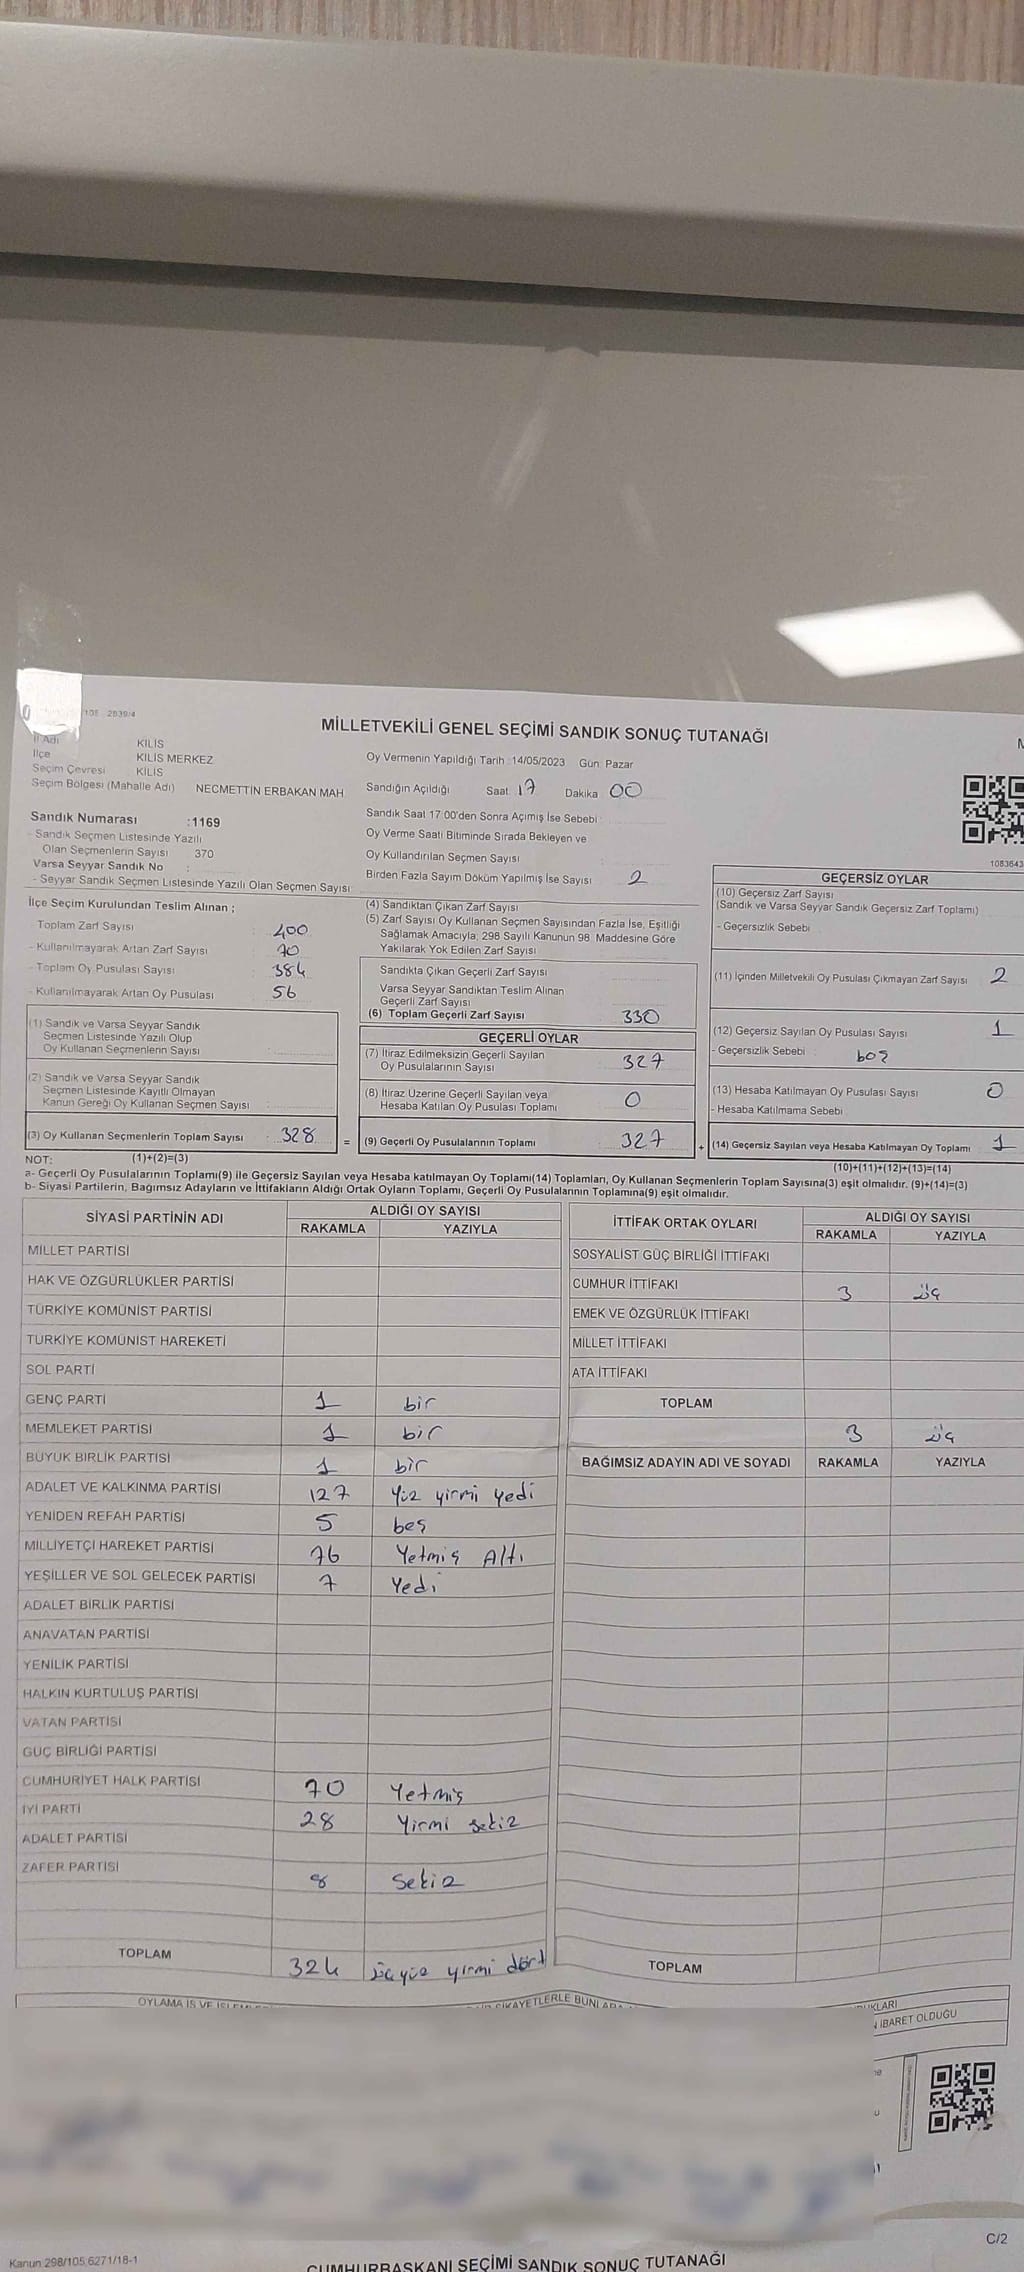 108 2839/4
MİLLETVEKİLİ GENEL SEÇİMİ SANDIK SONUÇ TUTANAĞI
İl Adı KİLİS
İlçe KİLİS MERKEZ
Seçim Çevresi KİLİS
Seçim Bölgesi (Mahalle Adı) NECMETTİN ERBAKAN MAH.
Oy Vermenin Yapıldığı Tarih : 14/05/2023 Gün: Pazar
Sandığın Açıldığı Saat 17 Dakika 00
Sandık Numarası :1169
- Sandık Seçmen Listesinde Yazılı
Olan Seçmenlerin Sayısı 370
Varsa Seyyar Sandık No :
- Seyyar Sandık Seçmen Listesinde Yazılı Olan Seçmen Sayısı :
Sandık Saat 17:00'den Sonra Açımış İse Sebebi :
Oy Verme Saati Bitiminde Sırada Bekleyen ve
Oy Kullandırılan Seçmen Sayısı
Birden Fazla Sayım Döküm Yapılmış İse Sayısı 2
İlçe Seçim Kurulundan Teslim Alınan ;
Toplam Zarf Sayısı : 400
- Kullanılmayarak Artan Zarf Sayısı : 70
- Toplam Oy Pusulası Sayısı : 384
- Kullanılmayarak Artan Oy Pusulası : 56
(1) Sandık ve Varsa Seyyar Sandık
Seçmen Listesinde Yazılı Olup
Oy Kullanan Seçmenlerin Sayısı :
(2) Sandık ve Varsa Seyyar Sandık
Seçmen Listesinde Kayıtlı Olmayan
Kanun Gereği Oy Kullanan Seçmen Sayısı :
(3) Oy Kullanan Seçmenlerin Toplam Sayısı : 328
(1)+(2)=(3)
(4) Sandıktan Çıkan Zarf Sayısı
(5) Zarf Sayısı Oy Kullanan Seçmen Sayısından Fazla İse, Eşitliği
Sağlamak Amacıyla, 298 Sayılı Kanunun 98. Maddesine Göre
Yakılarak Yok Edilen Zarf Sayısı
Sandıkta Çıkan Geçerli Zarf Sayısı
Varsa Seyyar Sandıktan Teslim Alınan
Geçerli Zarf Sayısı
(6) Toplam Geçerli Zarf Sayısı 330
GEÇERLİ OYLAR
(7) İtiraz Edilmeksizin Geçerli Sayılan
Oy Pusulalarının Sayısı 327
(8) İtiraz Üzerine Geçerli Sayılan veya
Hesaba Katılan Oy Pusulası Toplamı 0
= (9) Geçerli Oy Pusulalarının Toplamı 327
1083643
GEÇERSİZ OYLAR
(10) Geçersiz Zarf Sayısı
(Sandık ve Varsa Seyyar Sandık Geçersiz Zarf Toplamı)
- Geçersizlik Sebebi
(11) İçinden Milletvekili Oy Pusulası Çıkmayan Zarf Sayısı 2
(12) Geçersiz Sayılan Oy Pusulası Sayısı 1
- Geçersizlik Sebebi : boş
(13) Hesaba Katılmayan Oy Pusulası Sayısı 0
- Hesaba Katılmama Sebebi
+ (14) Geçersiz Sayılan veya Hesaba Katılmayan Oy Toplamı 1
(10)+(11)+(12)+(13)=(14)
NOT:
a- Geçerli Oy Pusulalarının Toplamı(9) ile Geçersiz Sayılan veya Hesaba katılmayan Oy Toplamı(14) Toplamları, Oy Kullanan Seçmenlerin Toplam Sayısına(3) eşit olmalıdır. (9)+(14)=(3)
b- Siyasi Partilerin, Bağımsız Adayların ve İttifakların Aldığı Ortak Oyların Toplamı, Geçerli Oy Pusulalarının Toplamına(9) eşit olmalıdır.
SİYASİ PARTİNİN ADI ALDIĞI OY SAYISI
RAKAMLA YAZIYLA
MİLLET PARTİSİ
HAK VE ÖZGÜRLÜKLER PARTİSİ
TÜRKİYE KOMÜNİST PARTİSİ
TÜRKİYE KOMÜNİST HAREKETİ
SOL PARTİ
GENÇ PARTİ 1 bir
MEMLEKET PARTİSİ 1 bir
BÜYÜK BİRLİK PARTİSİ 1 bir
ADALET VE KALKINMA PARTİSİ 127 Yüz yirmi yedi
YENİDEN REFAH PARTİSİ 5 beş
MİLLİYETÇİ HAREKET PARTİSİ 76 Yetmiş Altı
YEŞİLLER VE SOL GELECEK PARTİSİ 7 Yedi
ADALET BİRLİK PARTİSİ
ANAVATAN PARTİSİ
YENİLİK PARTİSİ
HALKIN KURTULUŞ PARTİSİ
VATAN PARTİSİ
GÜÇ BİRLİĞİ PARTİSİ
CUMHURİYET HALK PARTİSİ 70 Yetmiş
İYİ PARTİ 28 Yirmi sekiz
ADALET PARTİSİ
ZAFER PARTİSİ 8 Sekiz
TOPLAM 324 üçyüz yirmi dört
İTTİFAK ORTAK OYLARI ALDIĞI OY SAYISI
RAKAMLA YAZIYLA
SOSYALİST GÜÇ BİRLİĞİ İTTİFAKI
CUMHUR İTTİFAKI 3 üç
EMEK VE ÖZGÜRLÜK İTTİFAKI
MİLLET İTTİFAKI
ATA İTTİFAKI
TOPLAM
3 üç
BAĞIMSIZ ADAYIN ADI VE SOYADI RAKAMLA YAZIYLA
TOPLAM
OYLAMA İŞ VE
ŞİKAYETLERLE BUNLARA
N İBARET OLDUĞU
C/2
Kanun 298/105,6271/18-1
CUMHURBAŞKANI SEÇİMİ SANDIK SONUÇ TUTANAĞI